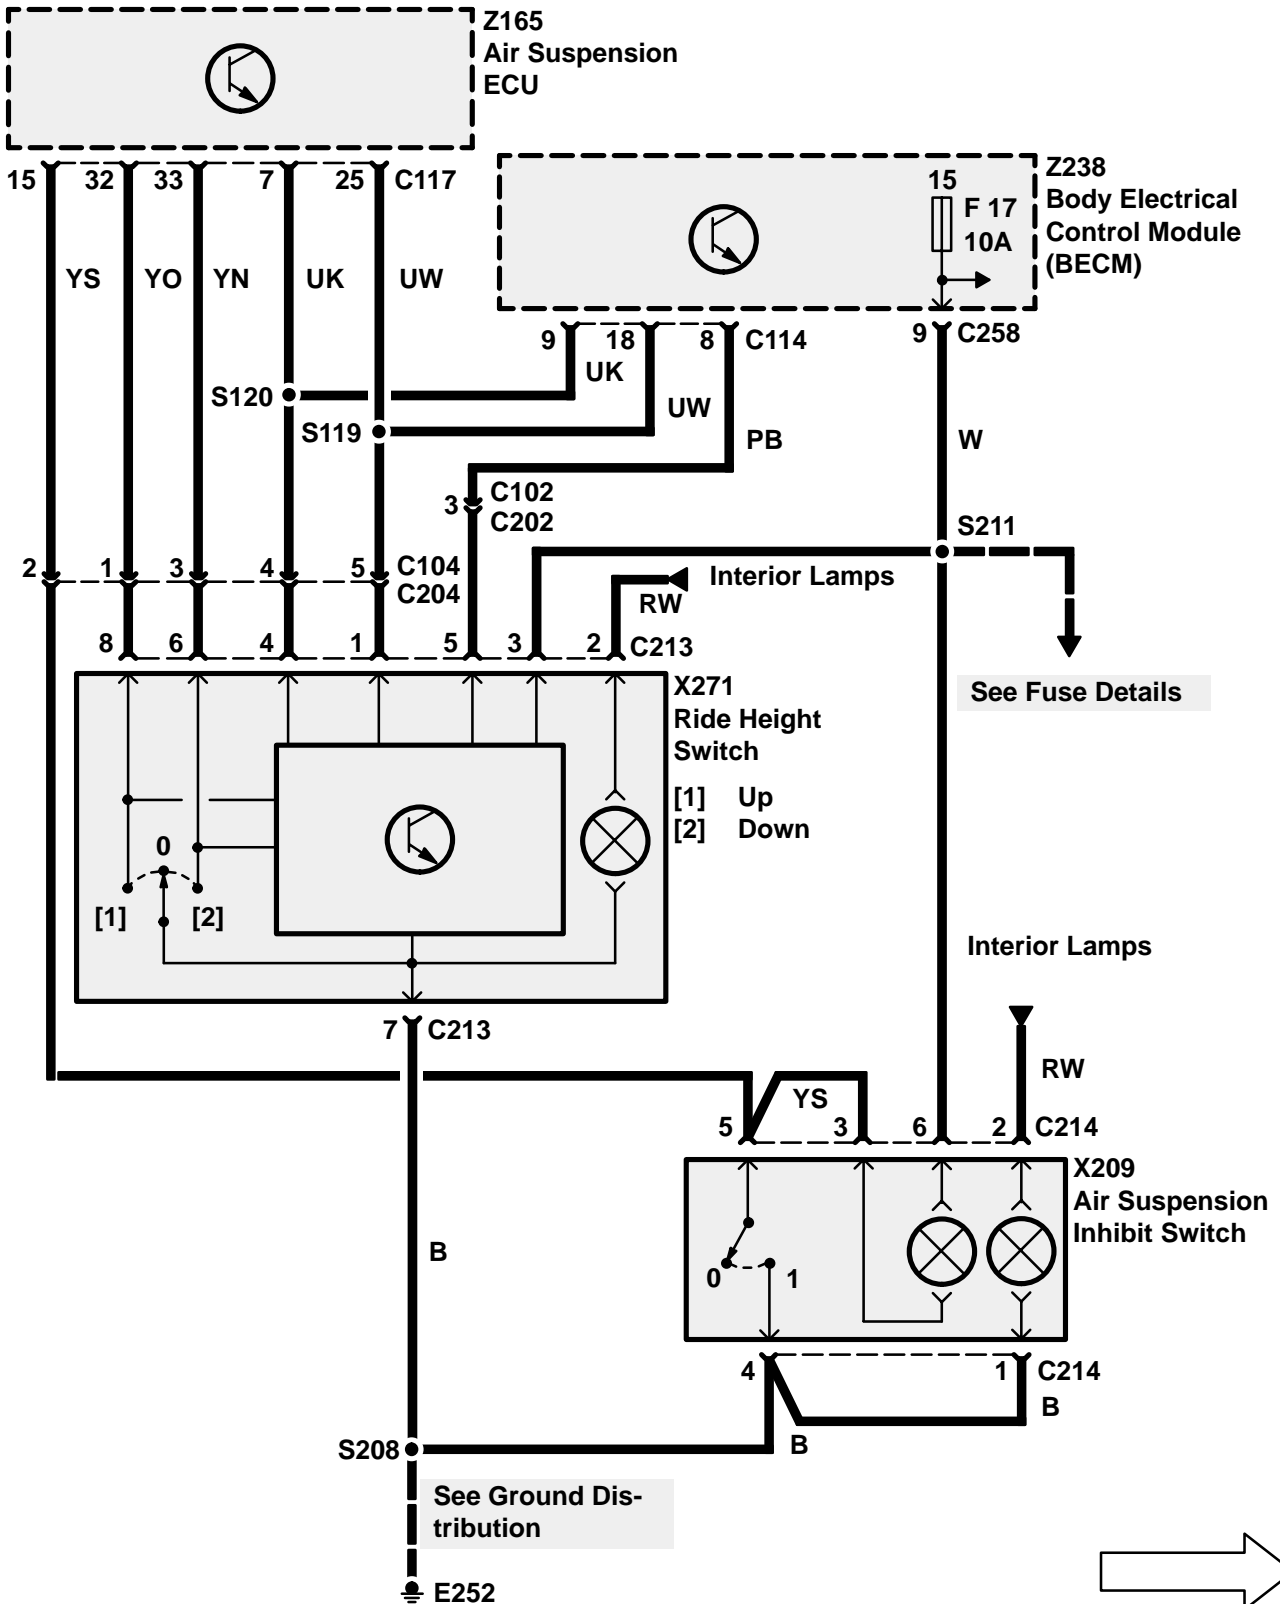 Z165
Air Suspension
ECU
15 32 33 7 25 C117
YS YO YN UK UW
Z238
Body Electrical
Control Module
(BECM)
15
F 17
10A
9 18 8 C114
9 C258
UK
UW
PB
W
S120
S119
3 C102
C202
S211
2 1 3 4 5 C104
C204
Interior Lamps
RW
8 6 4 1 5 3 2 C213
X271
Ride Height
Switch
[1] Up
[2] Down
0
[1] [2]
See Fuse Details
7 C213
Interior Lamps
RW
YS
5 3 6 2 C214
X209
Air Suspension
Inhibit Switch
0 1
B
4 1 C214
B
B
S208
See Ground Dis-
tribution
E252